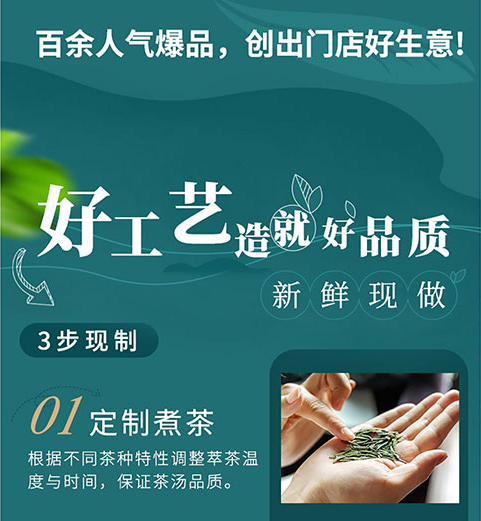 百余人气爆品，创出门店好生意!
好工艺造就好品质
新鲜现做
3步现制
01 定制煮茶
根据不同茶种特性调整萃茶温
度与时间，保证茶汤品质。